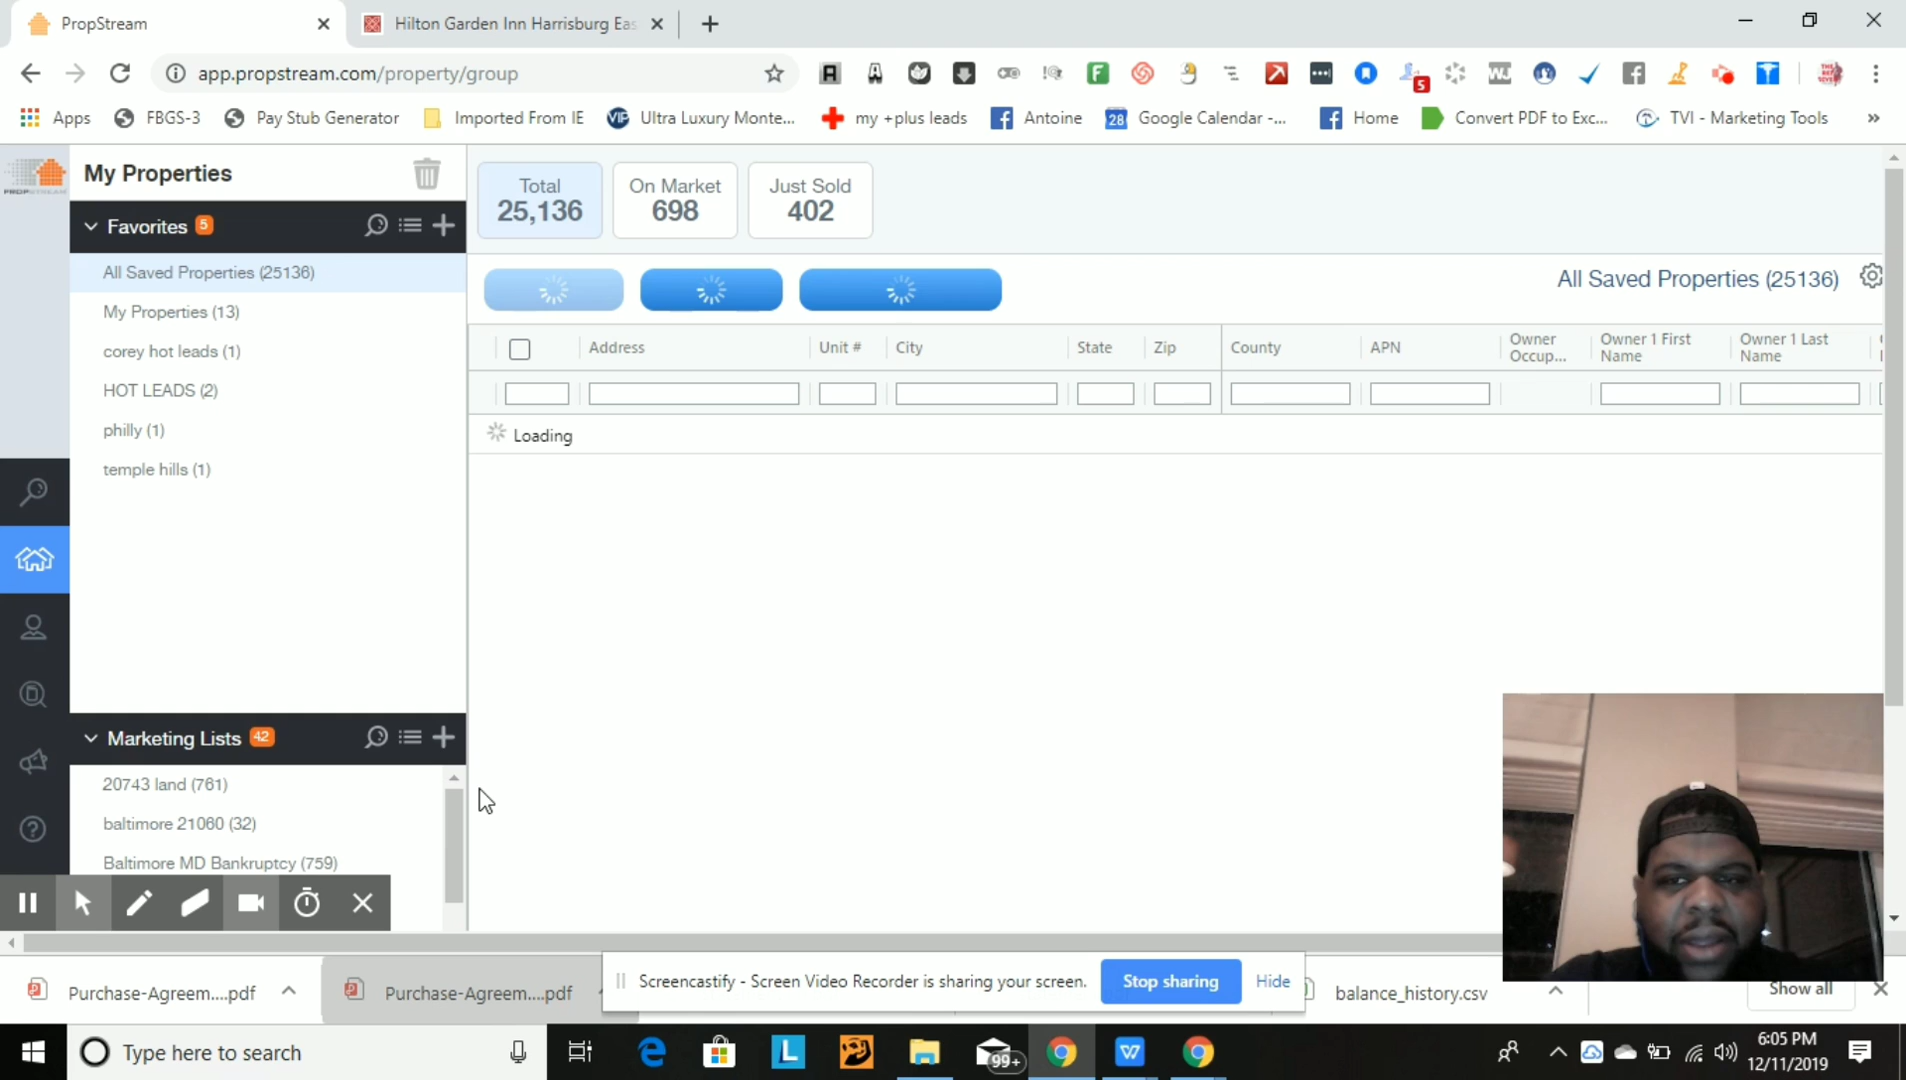 PropStream
Hilton Garden Inn Harrisburg Eas
app.propstream.com/property/group
5
Apps
FBGS-3
Pay Stub Generator
Imported From IE
VIP
Ultra Luxury Monte...
my +plus leads
Antoine
28
Google Calendar -...
Home
Convert PDF to Exc...
TVI - Marketing Tools
My Properties
Total
25,136
On Market
698
Just Sold
402
Favorites 5
All Saved Properties (25136)
My Properties (13)
corey hot leads (1)
HOT LEADS (2)
philly (1)
temple hills (1)
All Saved Properties (25136)
Address
Unit #
City
State
Zip
County
APN
Owner
Occup...
Owner 1 First
Name
Owner 1 Last
Name
Loading
Marketing Lists 42
20743 land (761)
baltimore 21060 (32)
Baltimore MD Bankruptcy (759)
Purchase-Agreem....pdf
Purchase-Agreem....pdf
Screencastify - Screen Video Recorder is sharing your screen.
Stop sharing
Hide
balance_history.csv
Show all
Type here to search
99+
6:05 PM
12/11/2019